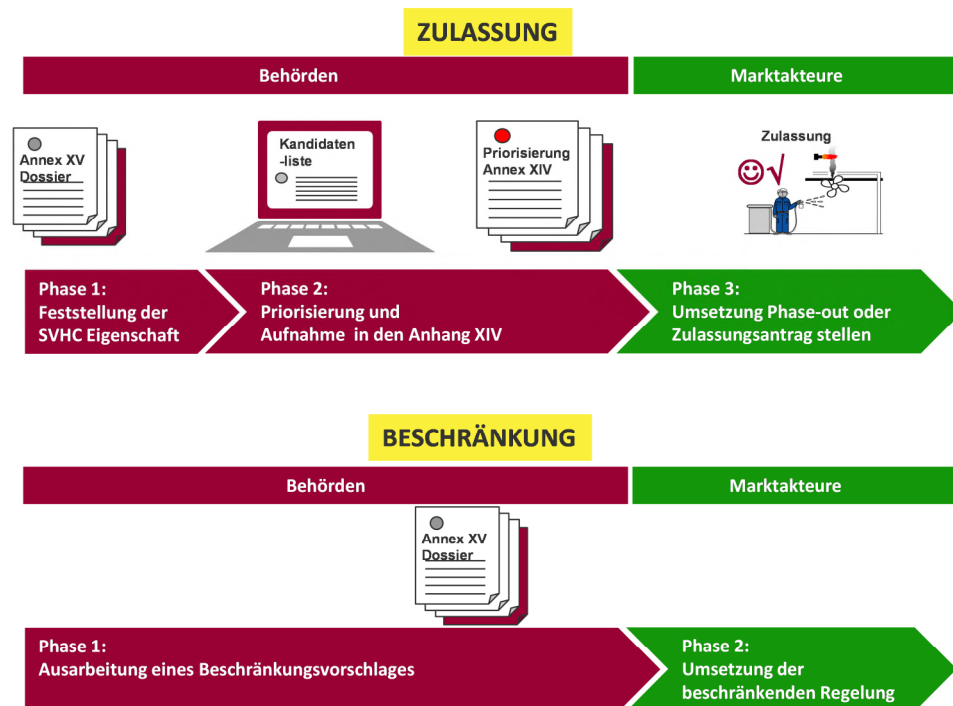 ZULASSUNG
Behörden
Marktakteure
Annex XV
Dossier
Kandidaten
-liste
Priorisierung
Annex XIV
Zulassung
Phase 1:
Feststellung der
SVHC Eigenschaft
Phase 2:
Priorisierung und
Aufnahme in den Anhang XIV
Phase 3:
Umsetzung Phase-out oder
Zulassungsantrag stellen
BESCHRÄNKUNG
Behörden
Marktakteure
Annex XV
Dossier
Phase 1:
Ausarbeitung eines Beschränkungsvorschlages
Phase 2:
Umsetzung der
beschränkenden Regelung